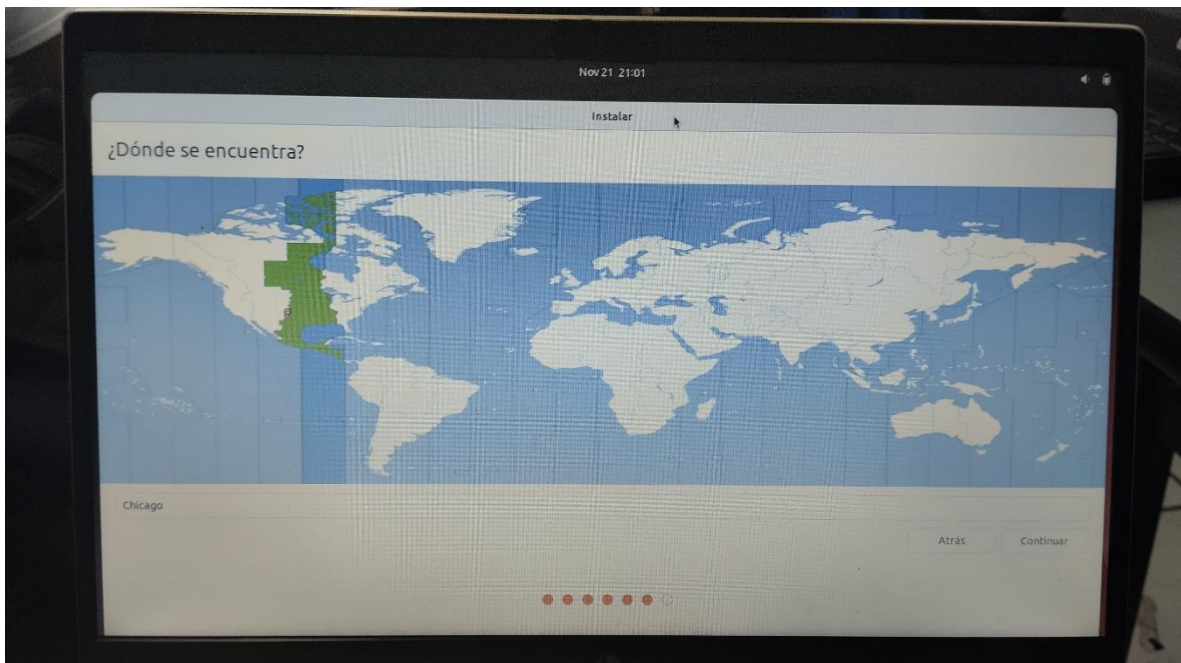 Nov 21 21:01
Instalar
¿Dónde se encuentra?
Chicago
Atrás
Continuar